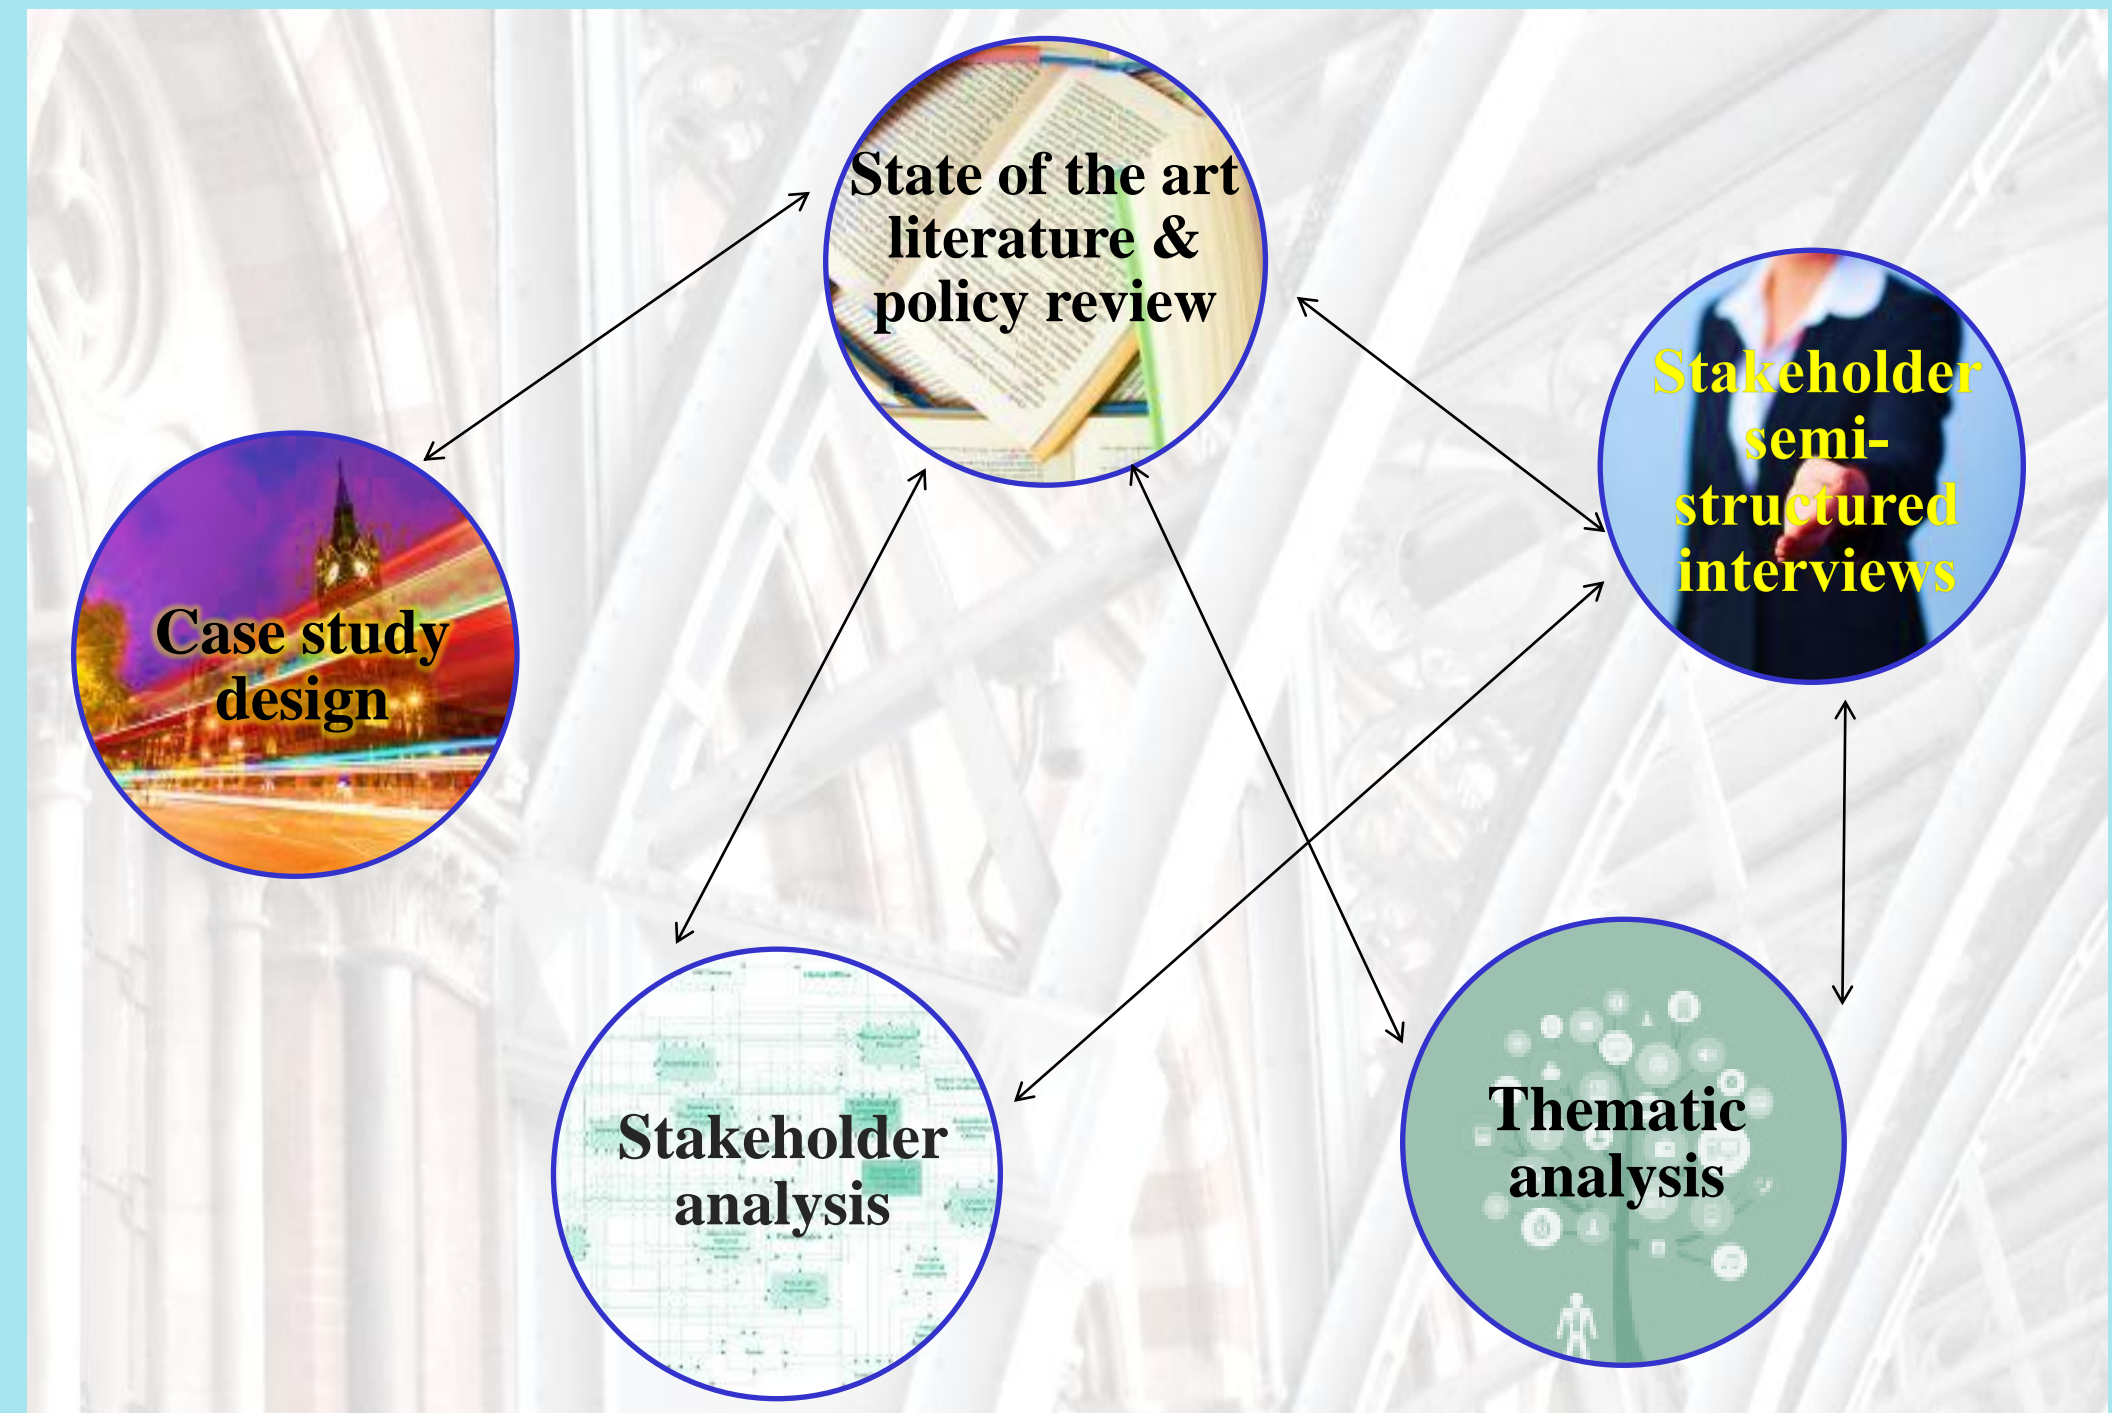 State of the art
literature &
policy review
Stakeholder
semi-
structured
interviews
Case study
design
Stakeholder
analysis
Thematic
analysis